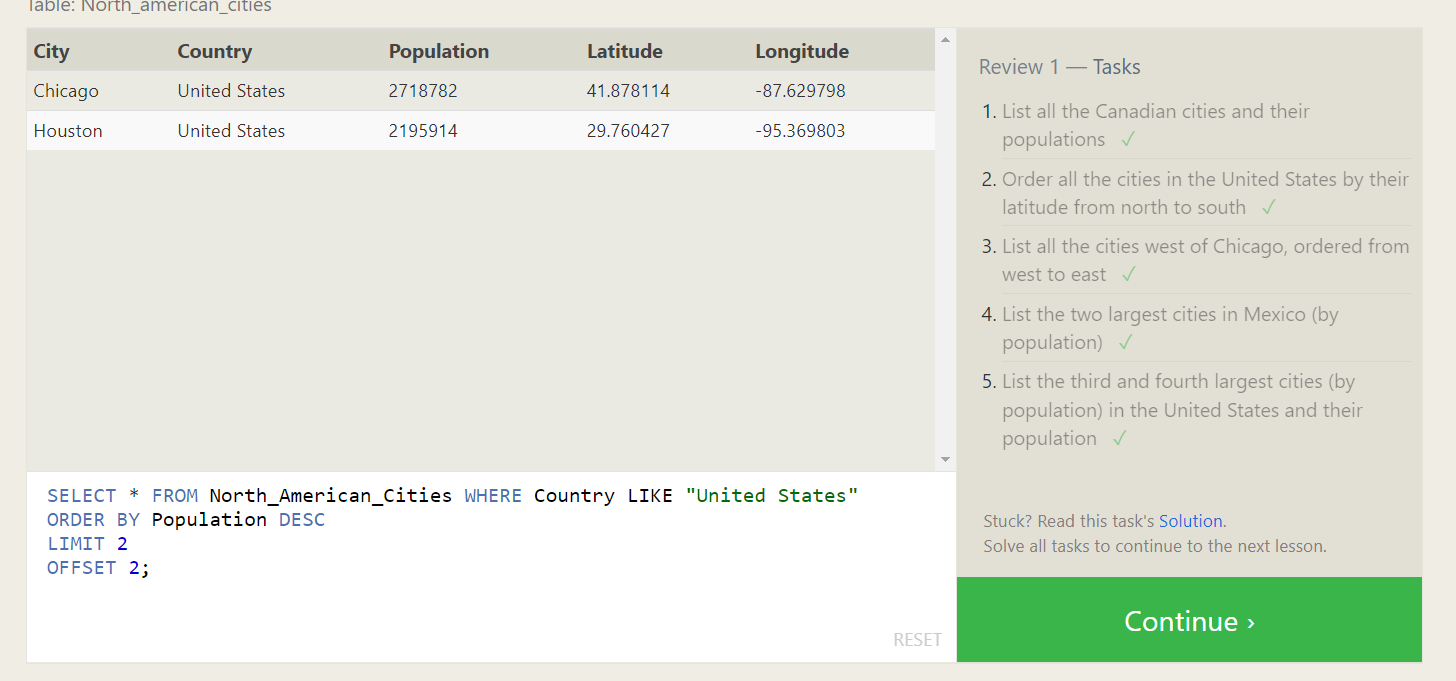 Table: North_american_cities
City Country Population Latitude Longitude
Chicago United States 2718782 41.878114 -87.629798
Houston United States 2195914 29.760427 -95.369803
SELECT * FROM North_American_Cities WHERE Country LIKE "United States"
ORDER BY Population DESC
LIMIT 2
OFFSET 2;
RESET
Review 1 — Tasks
1. List all the Canadian cities and their
populations ✓
2. Order all the cities in the United States by their
latitude from north to south ✓
3. List all the cities west of Chicago, ordered from
west to east ✓
4. List the two largest cities in Mexico (by
population) ✓
5. List the third and fourth largest cities (by
population) in the United States and their
population ✓
Stuck? Read this task's Solution.
Solve all tasks to continue to the next lesson.
Continue ›